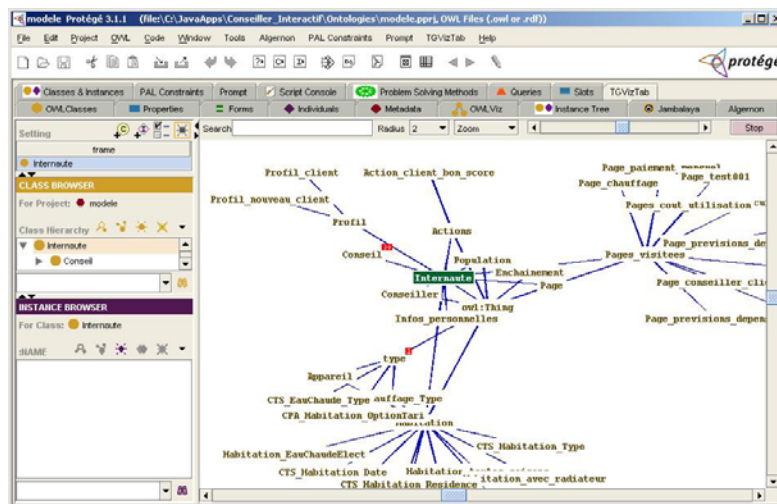 modele Protégé 3.1.1 (file:\C:\JavaApps\Conseiller_Interactif\Ontologies\modele.pprj, OWL Files (.owl or .rdf))
File Edit Project OWL Code Window Tools Algernon PAL Constraints Prompt TGVizTab Help
protégé
Classes & Instances PAL Constraints Prompt Script Console Problem Solving Methods Queries Slots TGVizTab
OWLClasses Properties Forms Individuals Metadata OWLViz Instance Tree Jambalaya Algernon
Setting
frame
Internaute
CLASS BROWSER
For Project: modele
Class Hierarchy
Internaute
Conseil
INSTANCE BROWSER
For Class: Internaute
:NAME
Search Radius 2 Zoom Stop
Profil_client
Action_client_bon_score
Page_paiement
Page_test001
Page_chauffage
Profil_nouveau_client
Pages_cout_utilisation
Profil
Actions
Page_previsions_de
Conseil
Population
Pages_visitees
Internaute
Enchainement
Page
Page_conseiller_cli
Conseiller
owl:Thing
Infos_personnelles
Page_previsions_depen
type
Appareil
CTS_EauChaude_Type
auffage_Type
CPA_Habitation_OptionTari
CTS_Habitation_Type
Habitation_EauChaudeElect
CTS_Habitation_Date
itation_avec_radiateur
CTS_Habitation_Residence